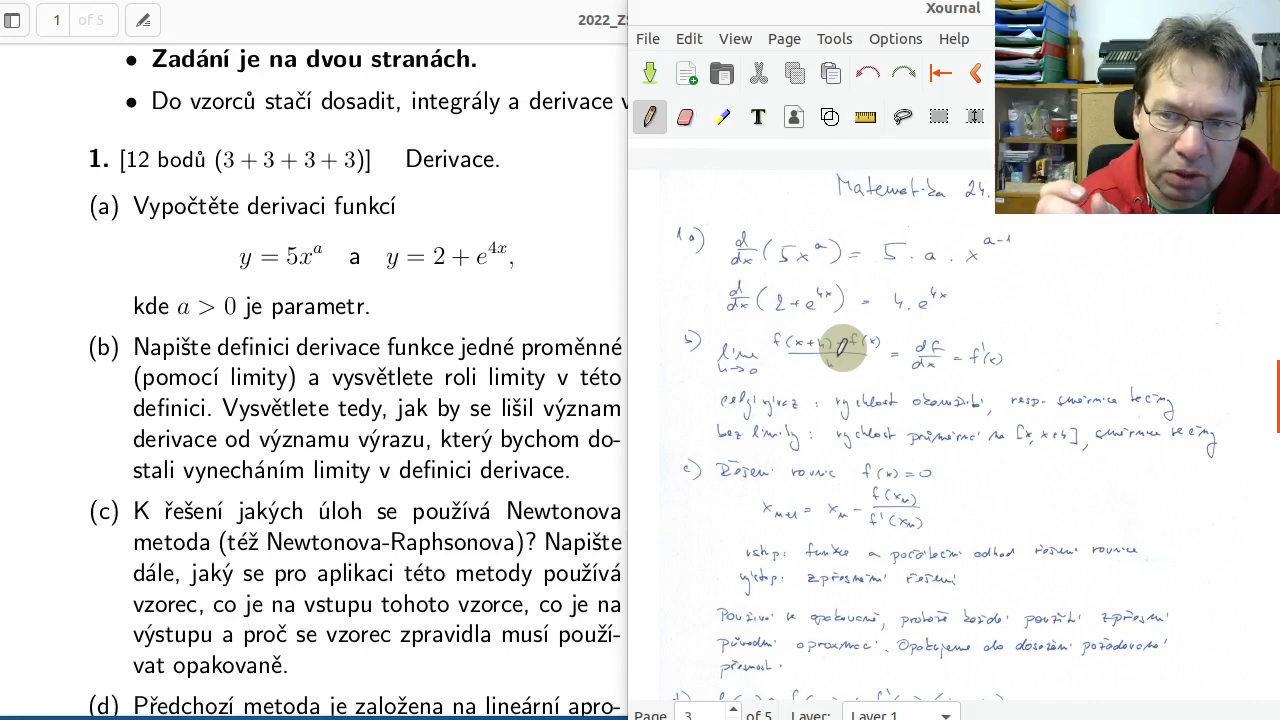 1 of 5
2022_ZS
Xournal
File Edit View Page Tools Options Help
• Zadání je na dvou stranách.
• Do vzorců stačí dosadit, integrály a derivace v
1. [12 bodů (3 + 3 + 3 + 3)] Derivace.
(a) Vypočtěte derivaci funkcí
y = 5x^a a y = 2 + e^{4x},
kde a > 0 je parametr.
(b) Napište definici derivace funkce jedné proměnné
(pomocí limity) a vysvětlete roli limity v této
definici. Vysvětlete tedy, jak by se lišil význam
derivace od významu výrazu, který bychom do-
stali vynecháním limity v definici derivace.
(c) K řešení jakých úloh se používá Newtonova
metoda (též Newtonova-Raphsonova)? Napište
dále, jaký se pro aplikaci této metody používá
vzorec, co je na vstupu tohoto vzorce, co je na
výstupu a proč se vzorec zpravidla musí použí-
vat opakovaně.
(d) Předchozí metoda je založena na lineární apro-
Matematika 24.
1 a) d/dx (5x^a) = 5 . a . x^{a-1}
d/dx (2+e^{4x}) = 4. e^{4x}
b) lim h→0 f(x+h)-f(x) / h = df/dx = f'(x)
celý výraz : rychlost okamžitá, resp. směrnice tečny
bez limity : rychlost průměrná na [x, x+h], směrnice sečny
c) Řešení rovnic f(x)=0
x_{n+1} = x_n - f(x_n) / f'(x_n)
vstup: funkce a počáteční odhad řešení rovnice
výstup: zpřesnění řešení
Používá se opakovaně, protože každé použití zpřesní
původní aproximaci. Opakujeme do dosažení požadované
přesnosti.
Page 3 of 5 Layer: Layer 1